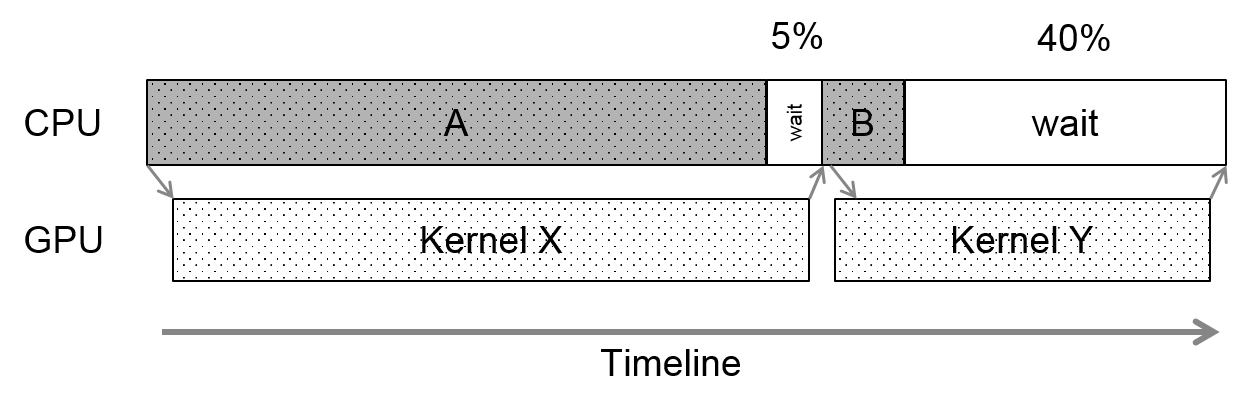 5% 40%
CPU A wait B wait
GPU Kernel X Kernel Y
Timeline